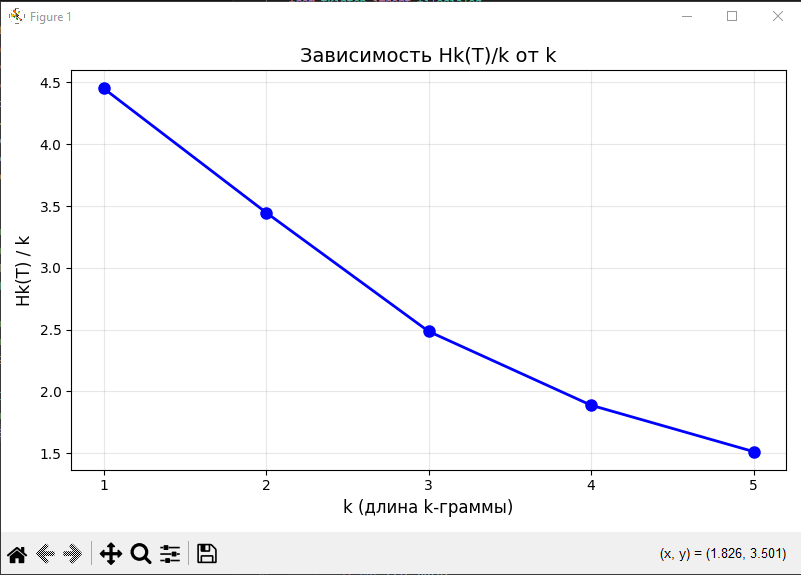 Figure 1
Зависимость Hk(T)/k от k
4.5
4.0
3.5
3.0
2.5
2.0
1.5
Hk(T) / k
1 2 3 4 5
k (длина k-граммы)
(x, y) = (1.826, 3.501)